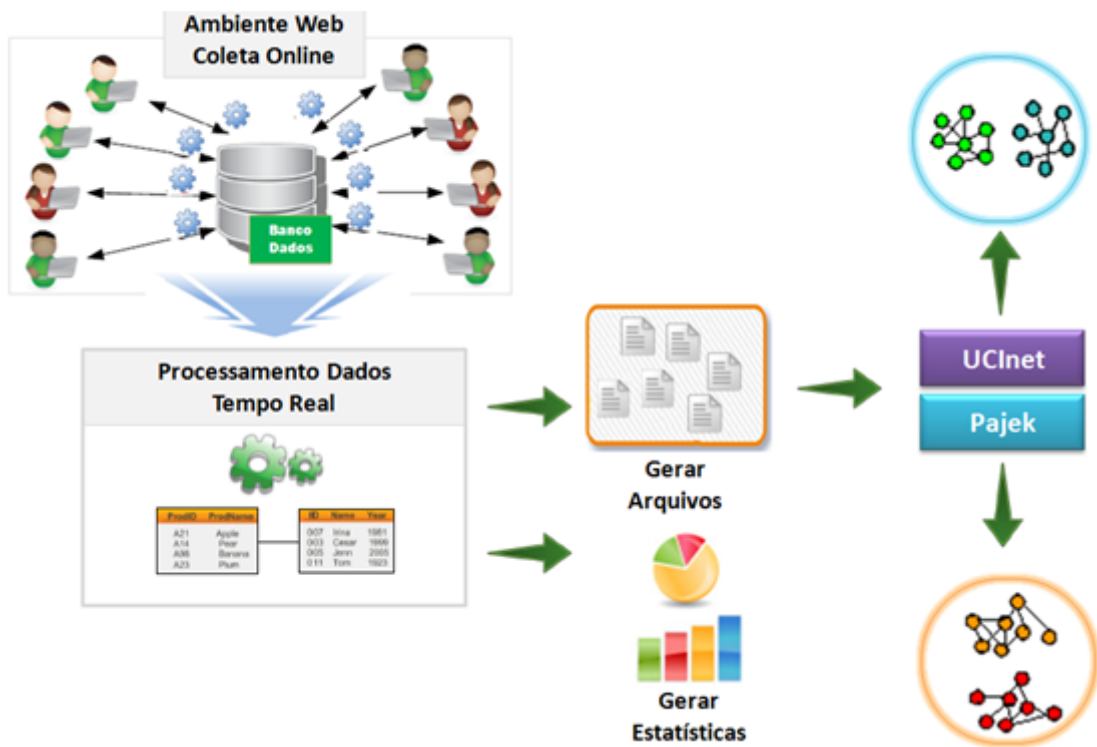 Ambiente Web
Coleta Online
Banco
Dados
Processamento Dados
Tempo Real
ProdID ProdName
A21 Apple
A14 Pear
Banana
A23 Plum
ID Name Year
007 Irina 1981
003 Cesar 1999
005 Jenn 2005
011 Tom 1923
Gerar
Arquivos
Gerar
Estatísticas
UCInet
Pajek